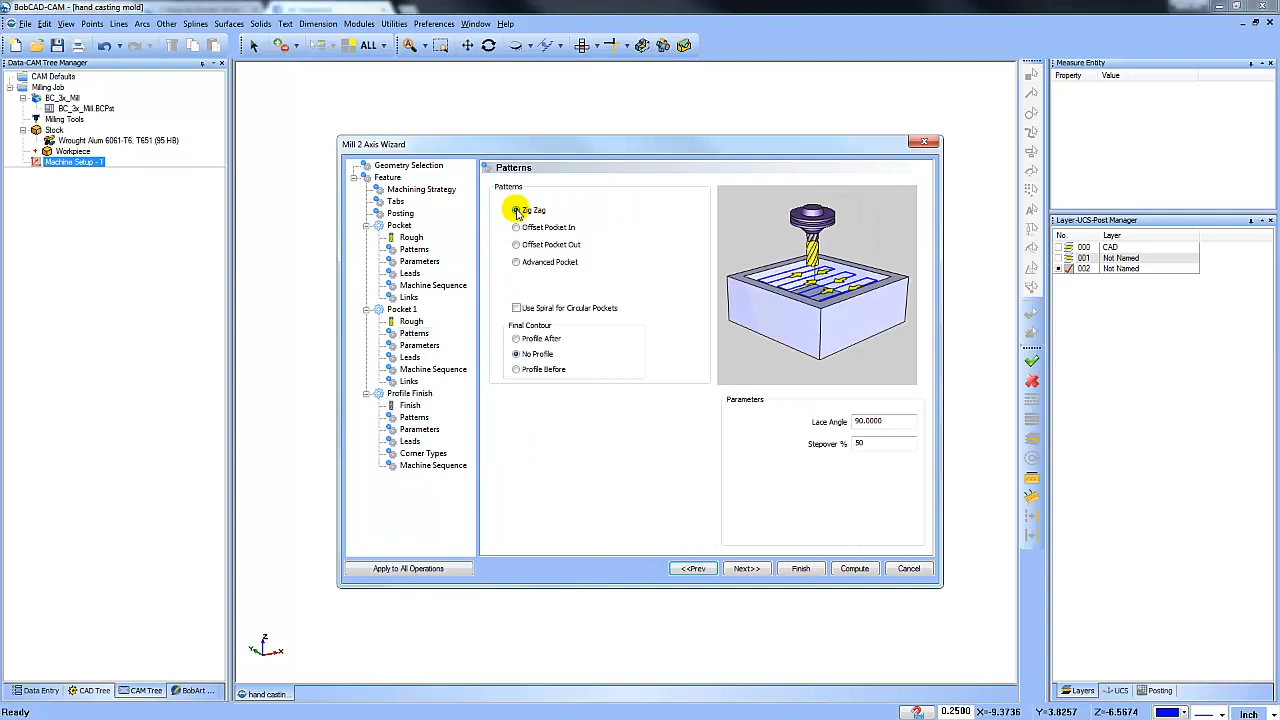 BobCAD-CAM - [hand casting mold]
File Edit View Points Lines Arcs Other Splines Surfaces Solids Text Dimension Modules Utilities Preferences Window Help
ALL
Data-CAM Tree Manager
CAM Defaults
Milling Job
BC_3x_Mill
BC_3x_Mill.BCPst
Milling Tools
Stock
Wrought Alum 6061-T6, T651 (95 HB)
Workpiece
Machine Setup - 1
Mill 2 Axis Wizard
Geometry Selection
Feature
Machining Strategy
Tabs
Posting
Pocket
Rough
Patterns
Parameters
Leads
Machine Sequence
Links
Pocket 1
Rough
Patterns
Parameters
Leads
Machine Sequence
Links
Profile Finish
Finish
Patterns
Parameters
Leads
Corner Types
Machine Sequence
Apply to All Operations
Patterns
Patterns
Zig Zag
Offset Pocket In
Offset Pocket Out
Advanced Pocket
Use Spiral for Circular Pockets
Final Contour
Profile After
No Profile
Profile Before
Parameters
Lace Angle 90.0000
Stepover % 50
<<Prev Next>> Finish Compute Cancel
Measure Entity
Property Value
Layer-UCS-Post Manager
No. Layer
000 CAD
001 Not Named
002 Not Named
Z
Y X
Data Entry CAD Tree CAM Tree BobArt ...
hand castin...
Layers UCS Posting
Ready
0.2500 X=-9.3736 Y=3.8257 Z=-6.5674 Inch